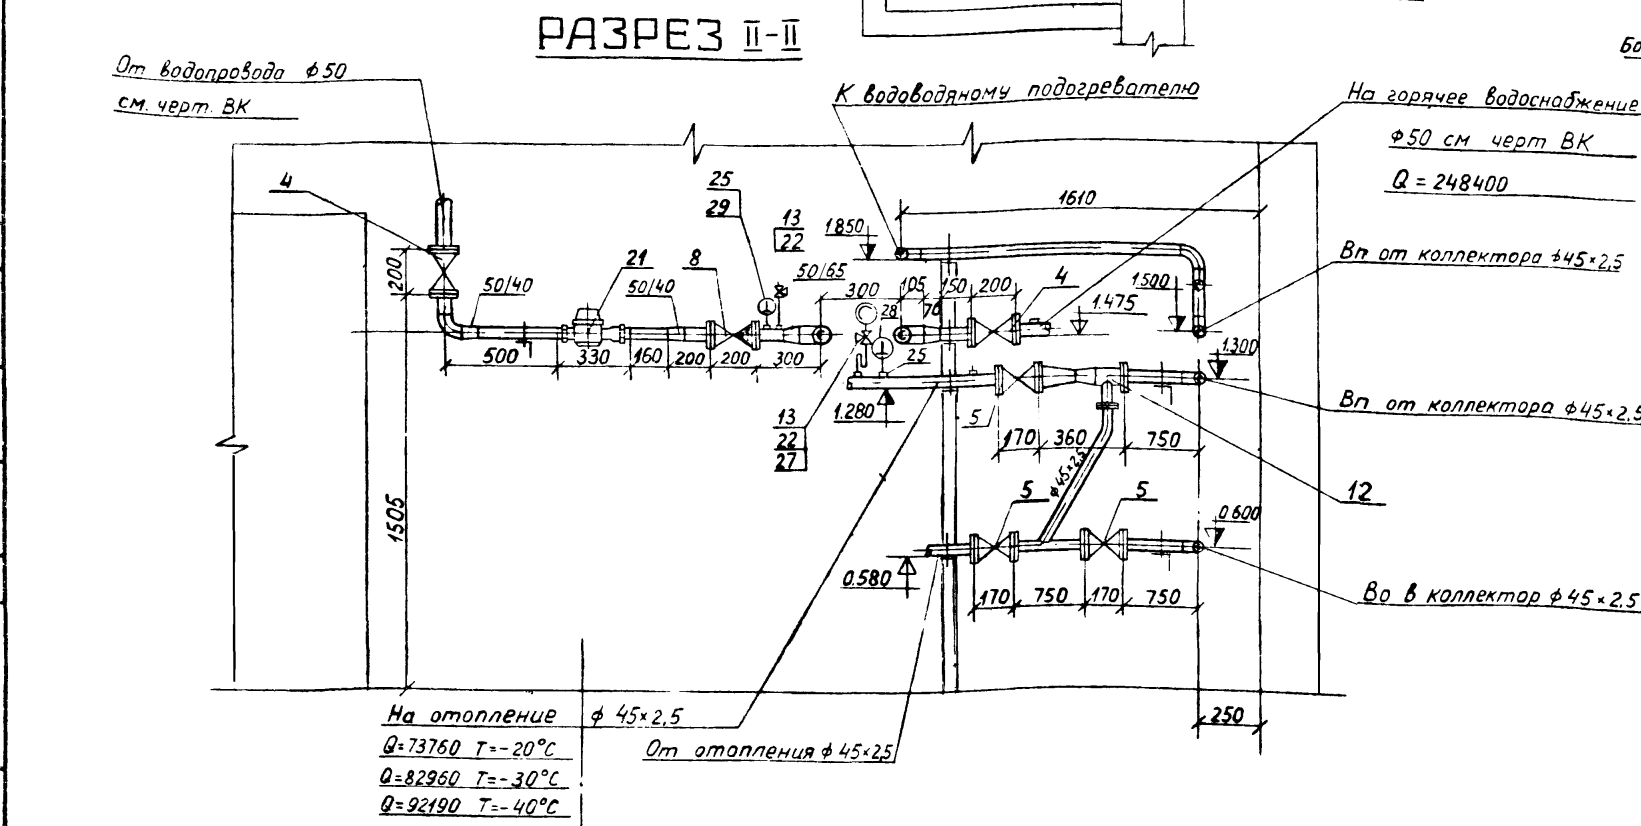 РАЗРЕЗ II-II
Бо
От водопровода ф50
см. черт. ВК
К водоводяному подогревателю
На горячее водоснабжение
ф50 см черт ВК
Q = 248400
4
25
29
13
22
1.850
1610
200
50/40
21
50/40
8
50/65
300
105
70
150
200
4
1.475
1.500
Вп от коллектора ф45×2,5
500
330
160
200
200
300
28
25
1.300
1.280
5
170
360
750
Вп от коллектора ф45×2,5
13
22
27
ф45×2,5
12
1505
5
5
0.600
0.580
170
750
170
750
Во в коллектор ф45×2,5
250
На отопление ф 45×2,5
Q=73760 Т=-20°С
Q=82960 Т=-30°С
Q=92190 Т=-40°С
От отопления ф45×2,5